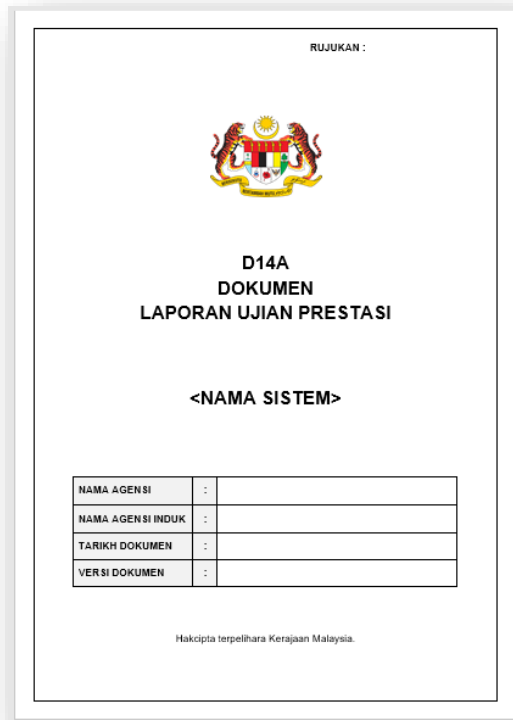 RUJUKAN :
D14A
DOKUMEN
LAPORAN UJIAN PRESTASI
<NAMA SISTEM>
NAMA AGENSI :
NAMA AGENSI INDUK :
TARIKH DOKUMEN :
VERSI DOKUMEN :
Hakcipta terpelihara Kerajaan Malaysia.